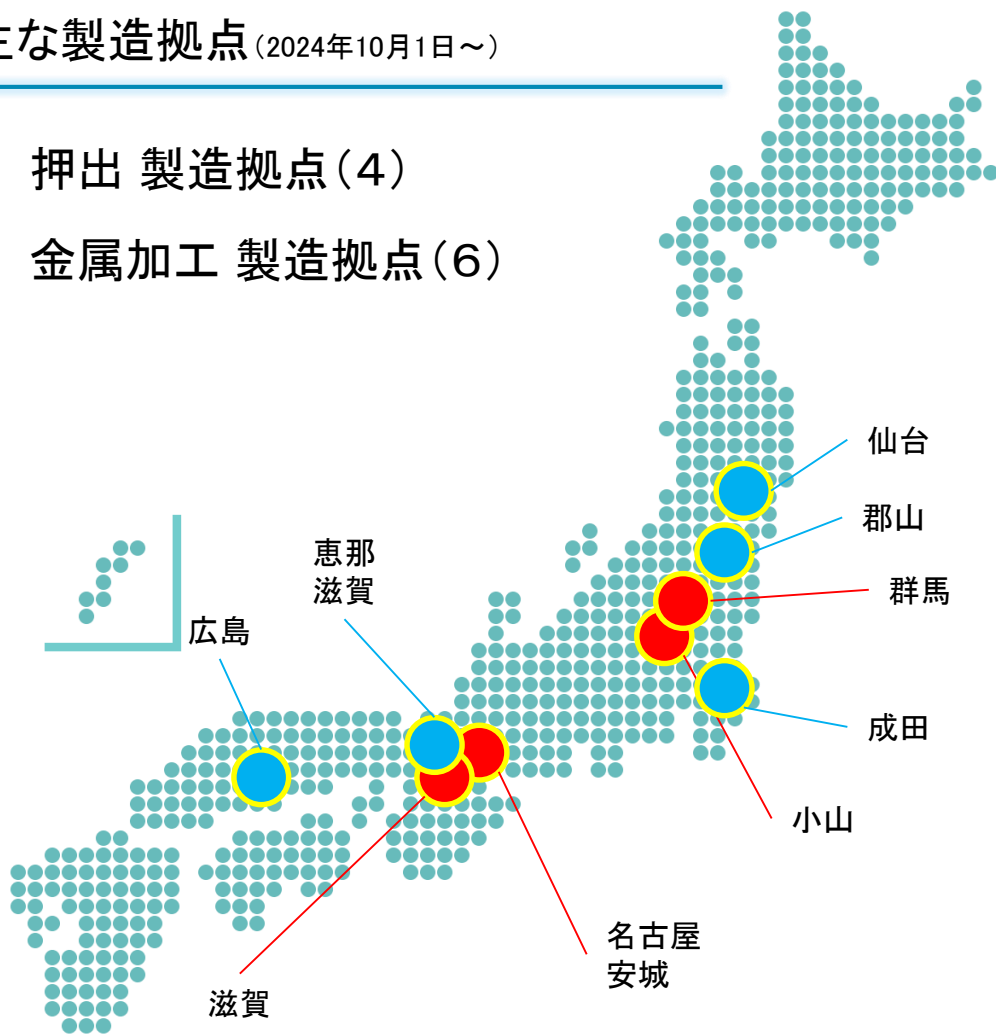 主な製造拠点(2024年10月1日～)
押出 製造拠点(4)
金属加工 製造拠点(6)
仙台
郡山
恵那
滋賀
群馬
広島
成田
小山
名古屋
安城
滋賀